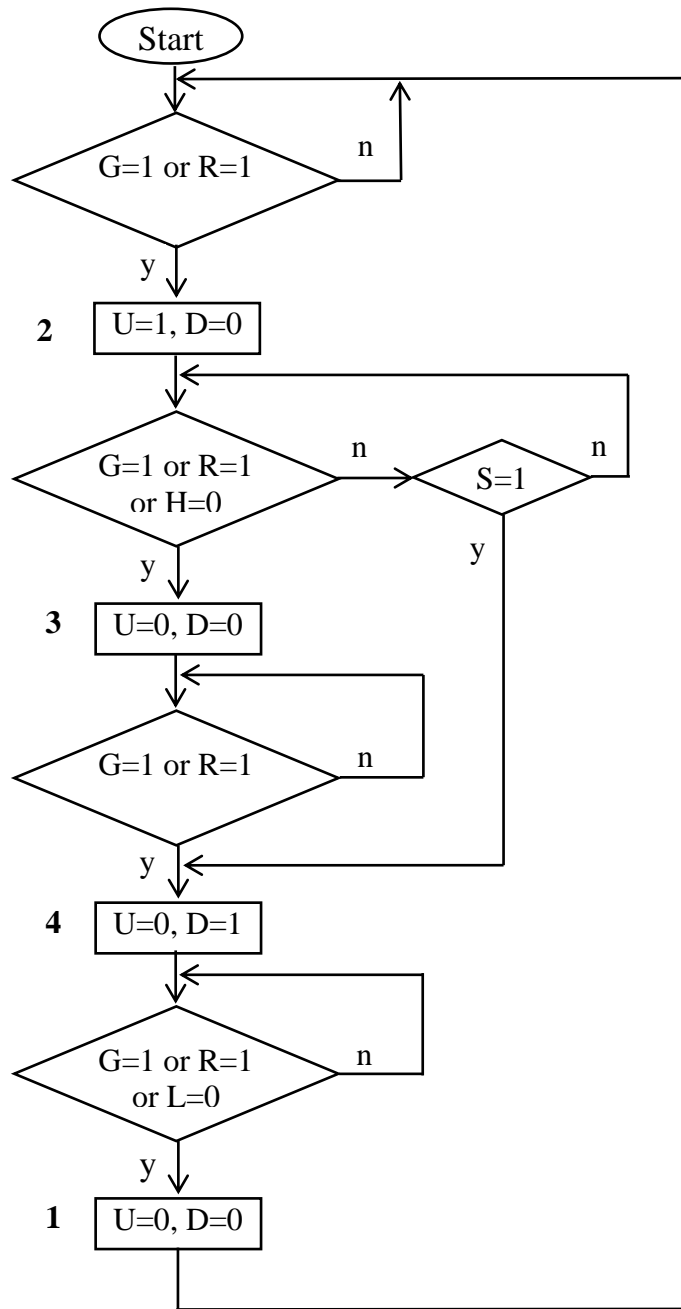 Start
G=1 or R=1
n
y
2
U=1, D=0
G=1 or R=1
or H=0
n
S=1
n
y
y
3
U=0, D=0
G=1 or R=1
n
y
4
U=0, D=1
G=1 or R=1
or L=0
n
y
1
U=0, D=0